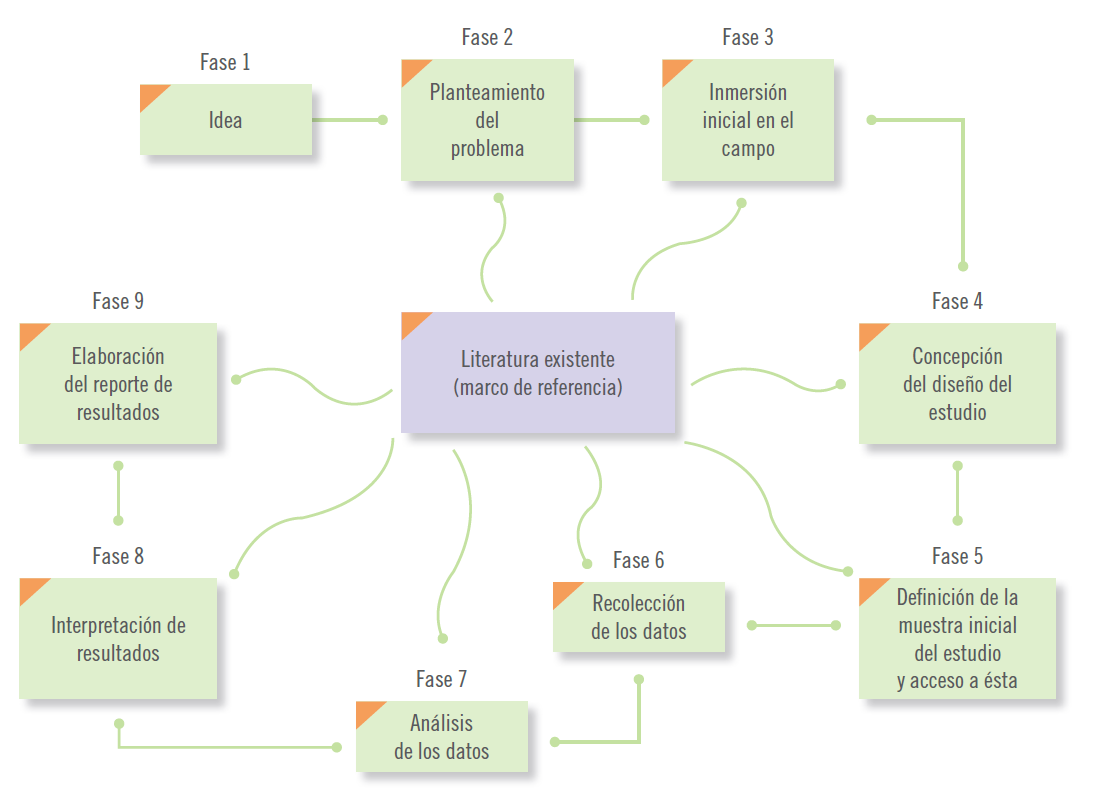 Fase 1
Idea
Fase 2
Planteamiento
del
problema
Fase 3
Inmersión
inicial en el
campo
Fase 4
Concepción
del diseño del
estudio
Fase 5
Definición de la
muestra inicial
del estudio
y acceso a ésta
Fase 6
Recolección
de los datos
Fase 7
Análisis
de los datos
Fase 8
Interpretación de
resultados
Fase 9
Elaboración
del reporte de
resultados
Literatura existente
(marco de referencia)